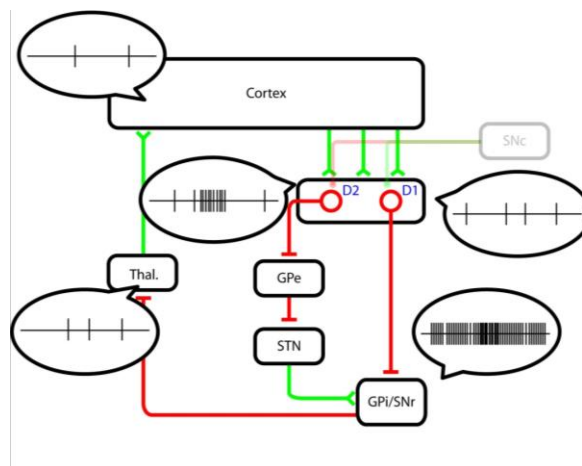 Cortex
SNc
D2
D1
Thal.
GPe
STN
GPi/SNr